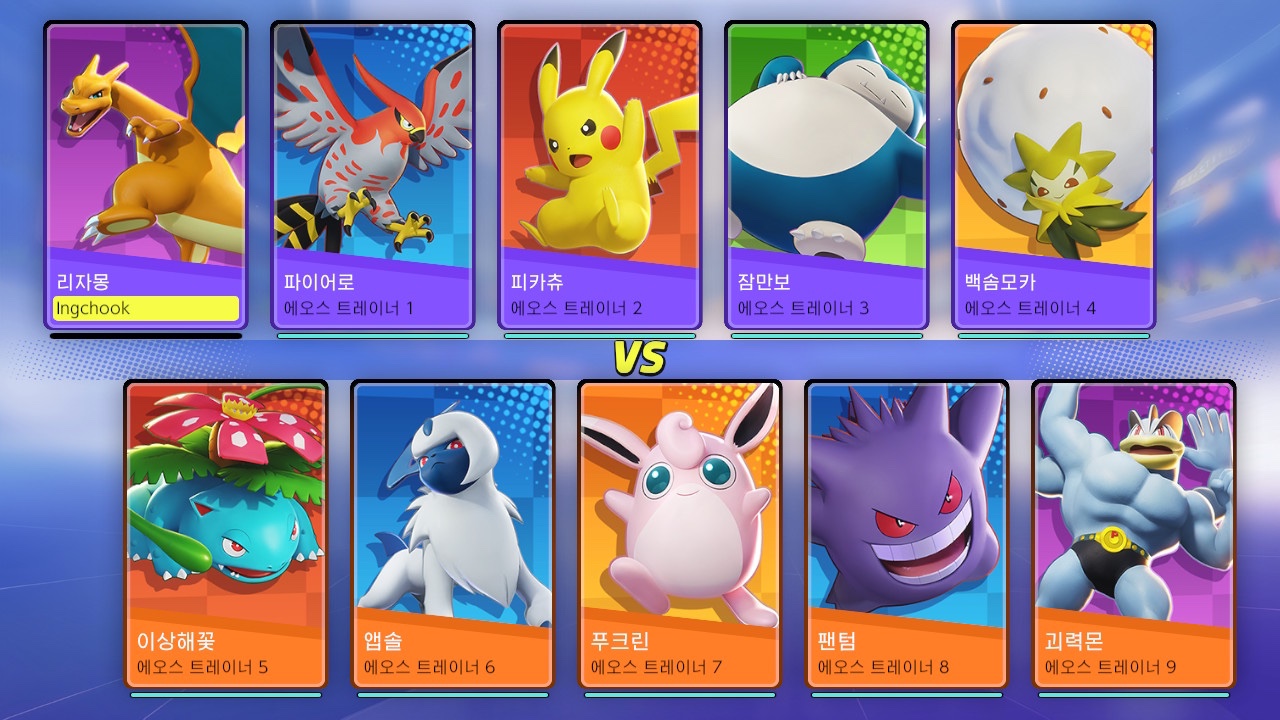 리자몽
Ingchook
파이어로
에오스 트레이너 1
피카츄
에오스 트레이너 2
잠만보
에오스 트레이너 3
백솜모카
에오스 트레이너 4
VS
이상해꽃
에오스 트레이너 5
앱솔
에오스 트레이너 6
푸크린
에오스 트레이너 7
팬텀
에오스 트레이너 8
괴력몬
에오스 트레이너 9